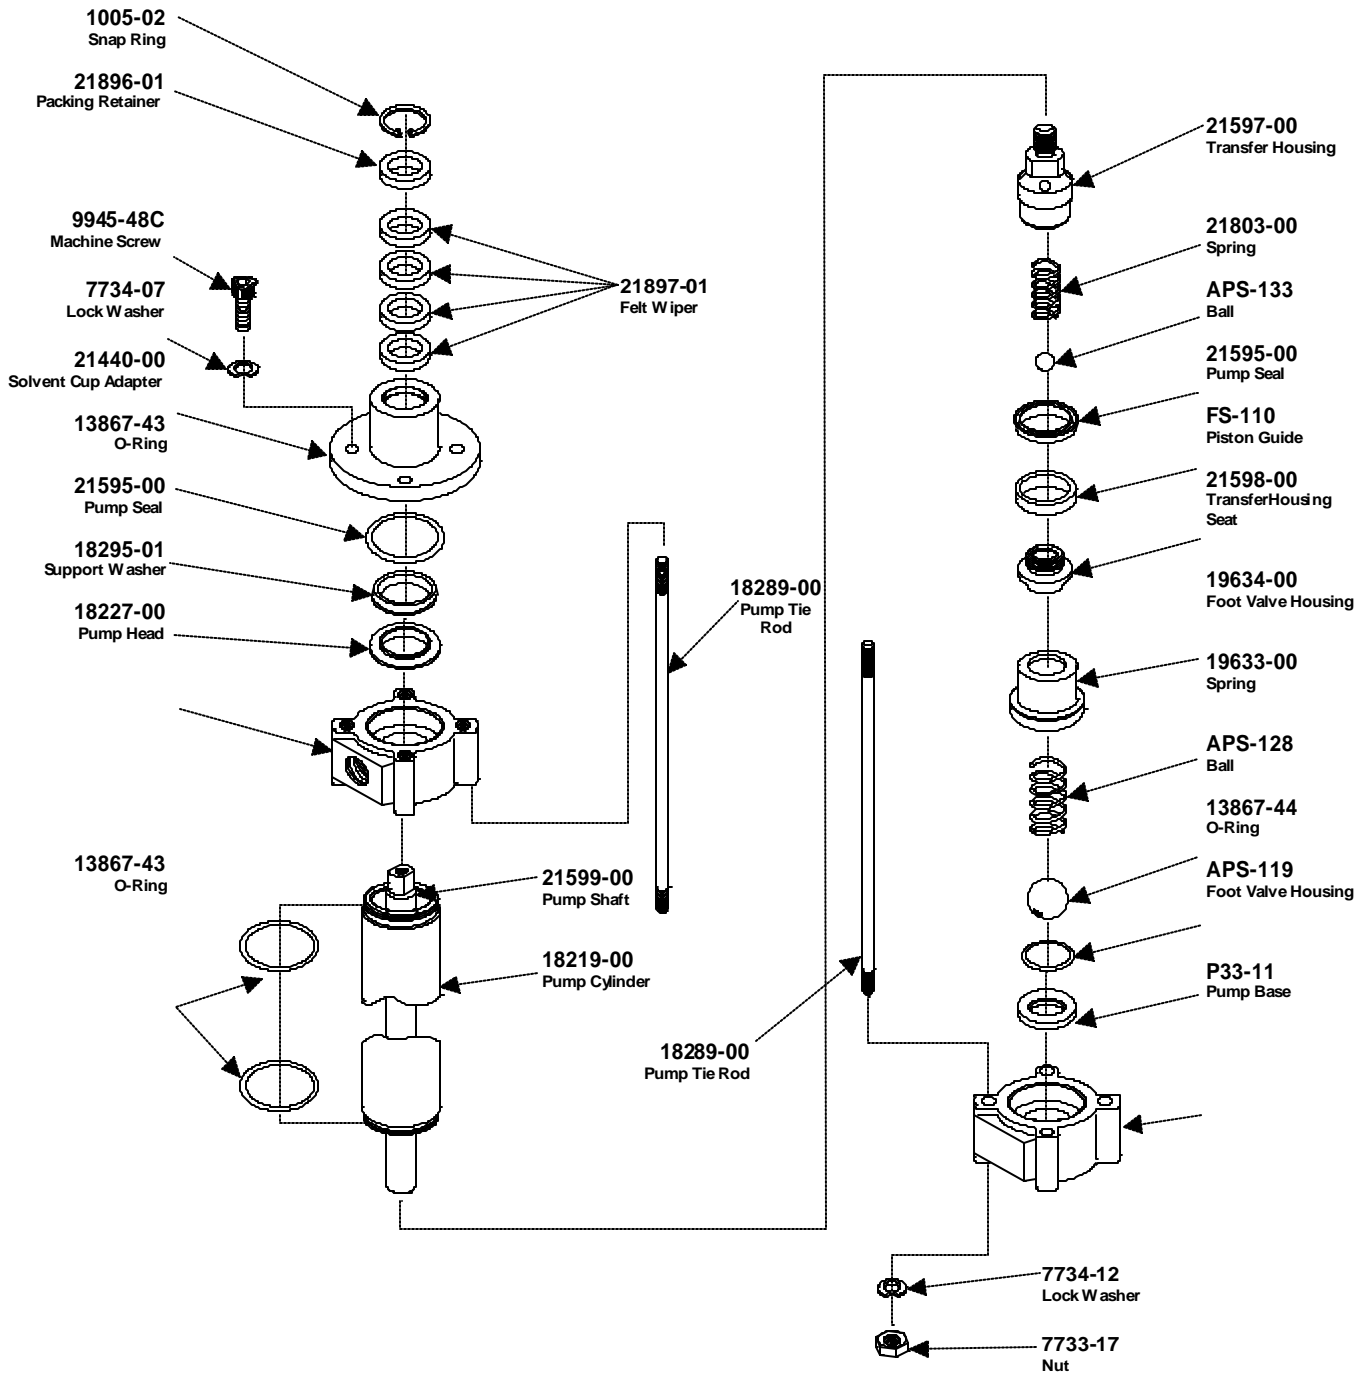 1005-02
Snap Ring
21896-01
Packing Retainer
9945-48C
Machine Screw
7734-07
Lock Washer
21440-00
Solvent Cup Adapter
13867-43
O-Ring
21595-00
Pump Seal
18295-01
Support Washer
18227-00
Pump Head
13867-43
O-Ring
21897-01
Felt Wiper
18289-00
Pump Tie
Rod
21599-00
Pump Shaft
18219-00
Pump Cylinder
18289-00
Pump Tie Rod
21597-00
Transfer Housing
21803-00
Spring
APS-133
Ball
21595-00
Pump Seal
FS-110
Piston Guide
21598-00
TransferHousing
Seat
19634-00
Foot Valve Housing
19633-00
Spring
APS-128
Ball
13867-44
O-Ring
APS-119
Foot Valve Housing
P33-11
Pump Base
7734-12
Lock Washer
7733-17
Nut